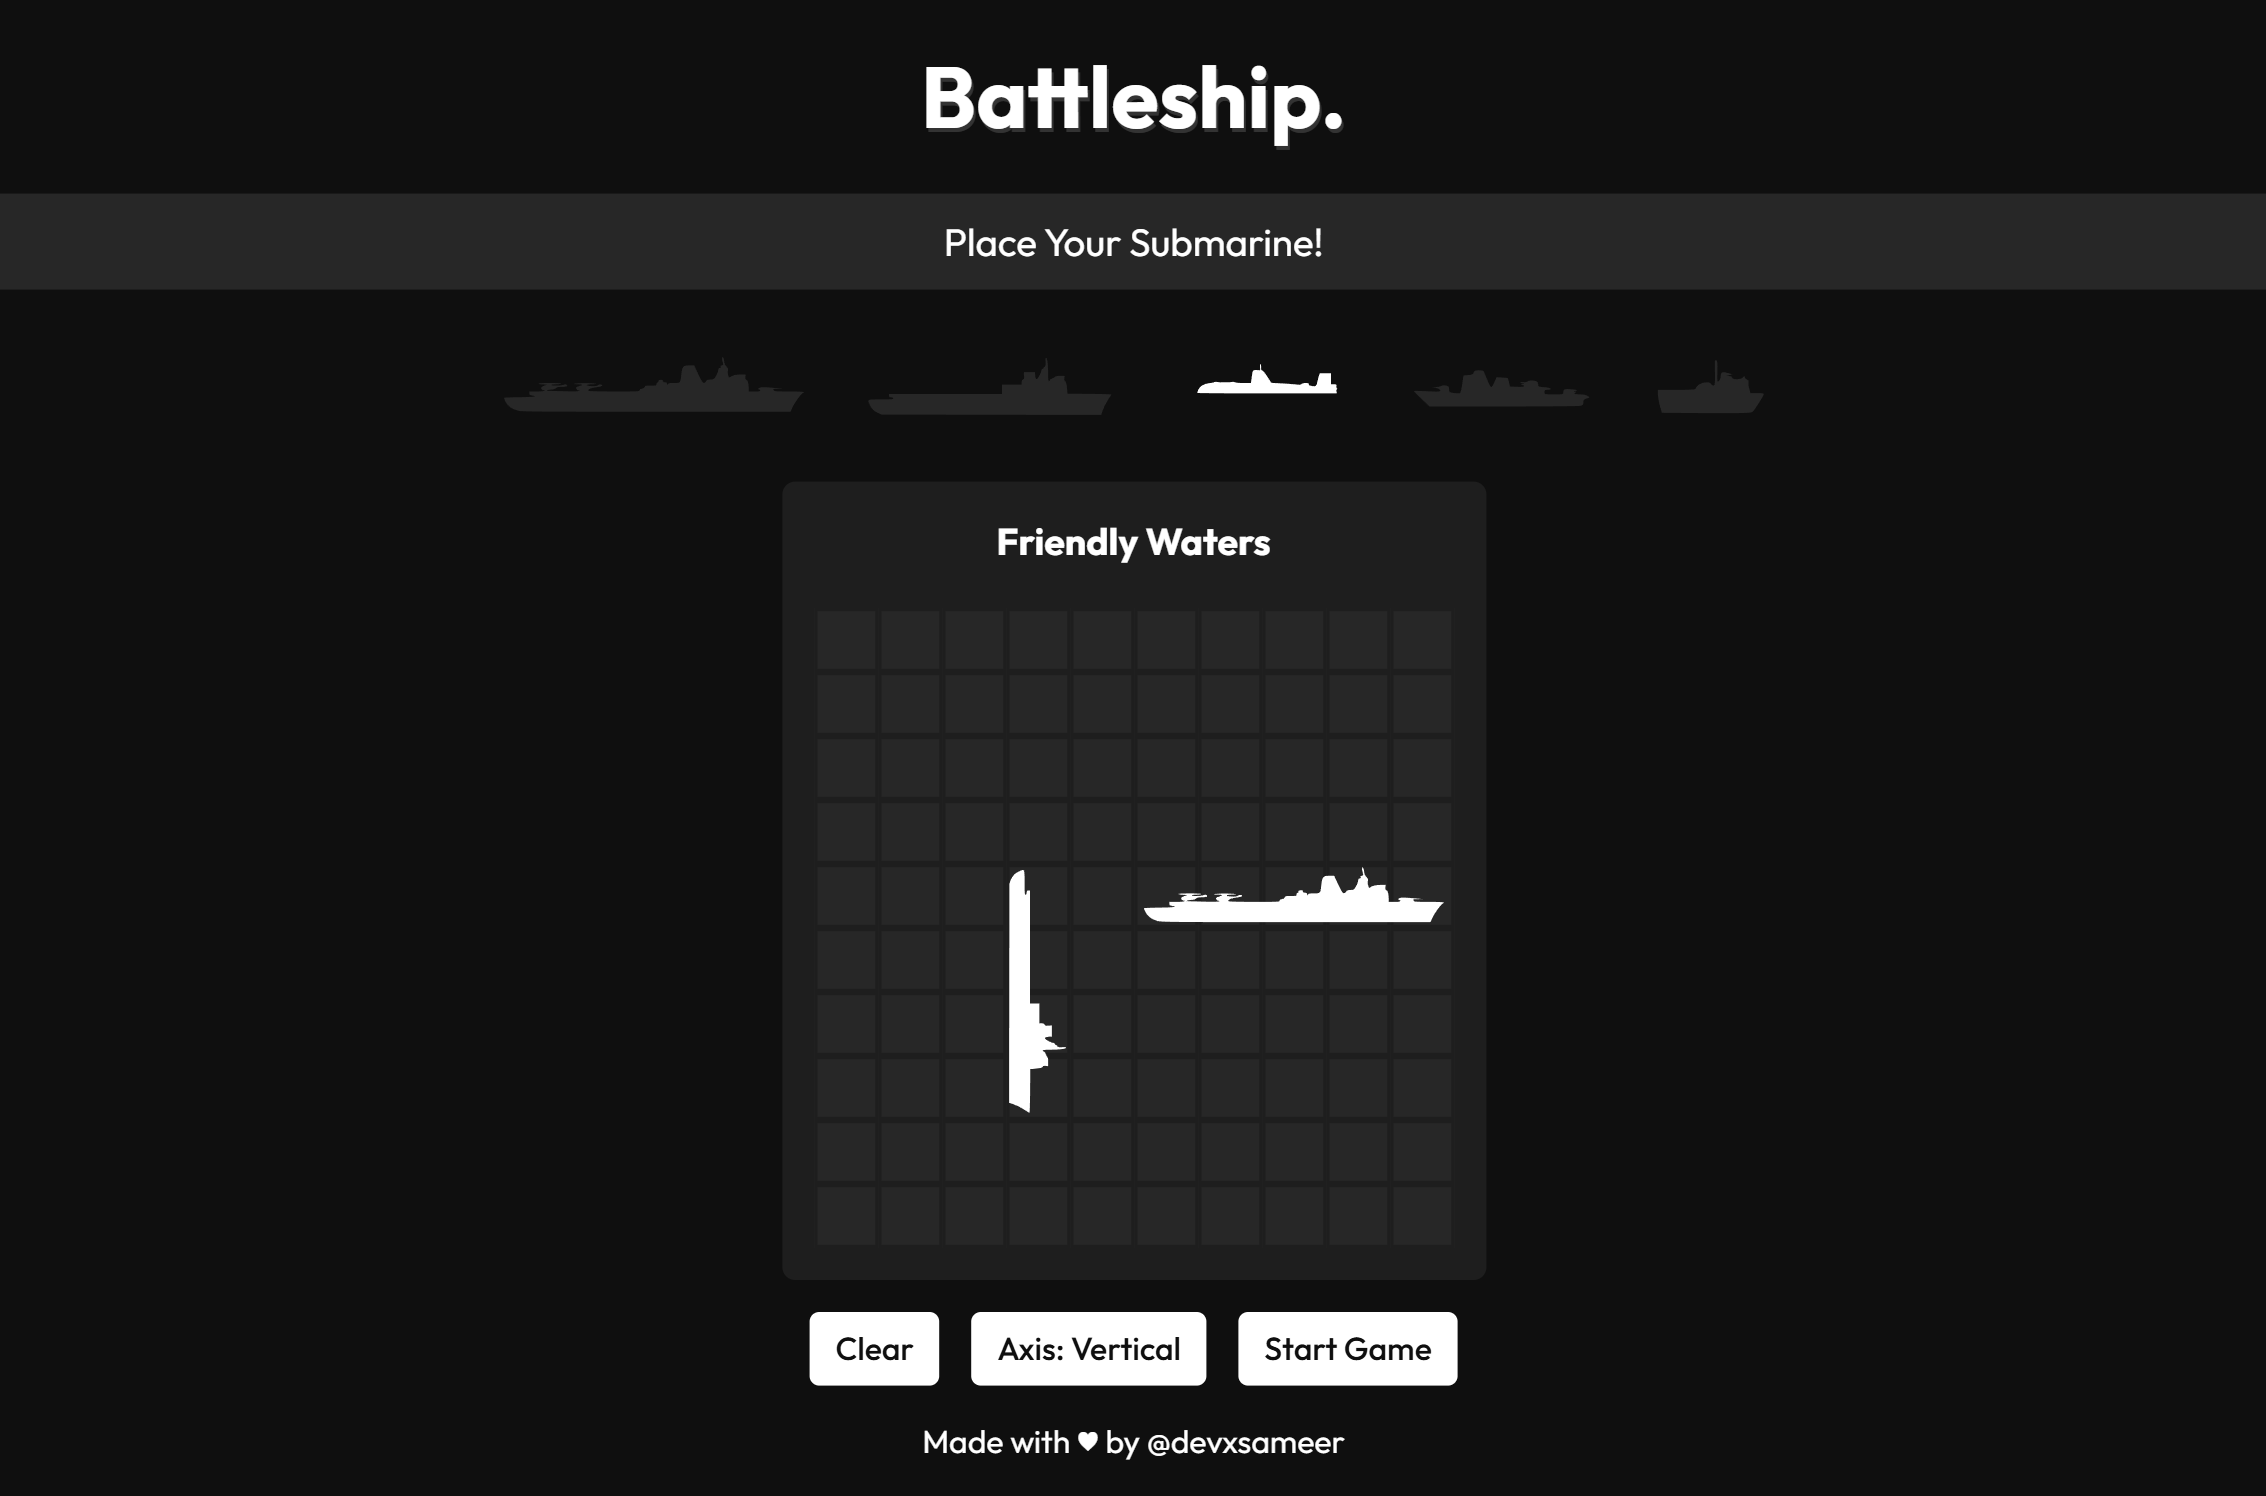 Battleship.
Place Your Submarine!
Friendly Waters
Clear
Axis: Vertical
Start Game
Made with ♥ by @devxsameer